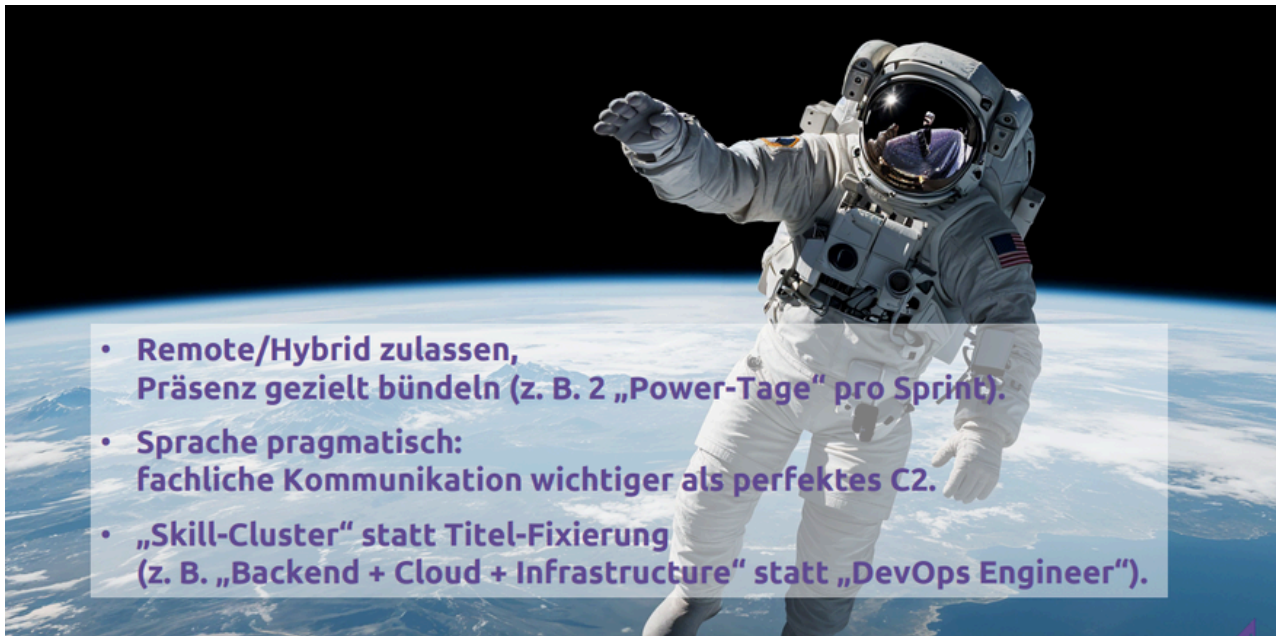 • Remote/Hybrid zulassen,
Präsenz gezielt bündeln (z. B. 2 „Power-Tage“ pro Sprint).
• Sprache pragmatisch:
fachliche Kommunikation wichtiger als perfektes C2.
• „Skill-Cluster“ statt Titel-Fixierung
(z. B. „Backend + Cloud + Infrastructure“ statt „DevOps Engineer“).